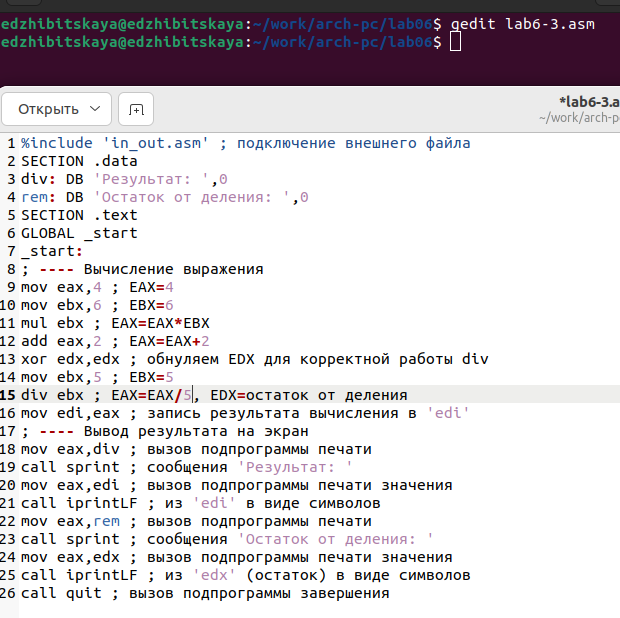 edzhibitskaya@edzhibitskaya:~/work/arch-pc/lab06$ gedit lab6-3.asm
edzhibitskaya@edzhibitskaya:~/work/arch-pc/lab06$
Открыть
*lab6-3.a
~/work/arch-p
1 %include 'in_out.asm' ; подключение внешнего файла
2 SECTION .data
3 div: DB 'Результат: ',0
4 rem: DB 'Остаток от деления: ',0
5 SECTION .text
6 GLOBAL _start
7 _start:
8 ; ---- Вычисление выражения
9 mov eax,4 ; EAX=4
10 mov ebx,6 ; EBX=6
11 mul ebx ; EAX=EAX*EBX
12 add eax,2 ; EAX=EAX+2
13 xor edx,edx ; обнуляем EDX для корректной работы div
14 mov ebx,5 ; EBX=5
15 div ebx ; EAX=EAX/5, EDX=остаток от деления
16 mov edi,eax ; запись результата вычисления в 'edi'
17 ; ---- Вывод результата на экран
18 mov eax,div ; вызов подпрограммы печати
19 call sprint ; сообщения 'Результат: '
20 mov eax,edi ; вызов подпрограммы печати значения
21 call iprintLF ; из 'edi' в виде символов
22 mov eax,rem ; вызов подпрограммы печати
23 call sprint ; сообщения 'Остаток от деления: '
24 mov eax,edx ; вызов подпрограммы печати значения
25 call iprintLF ; из 'edx' (остаток) в виде символов
26 call quit ; вызов подпрограммы завершения